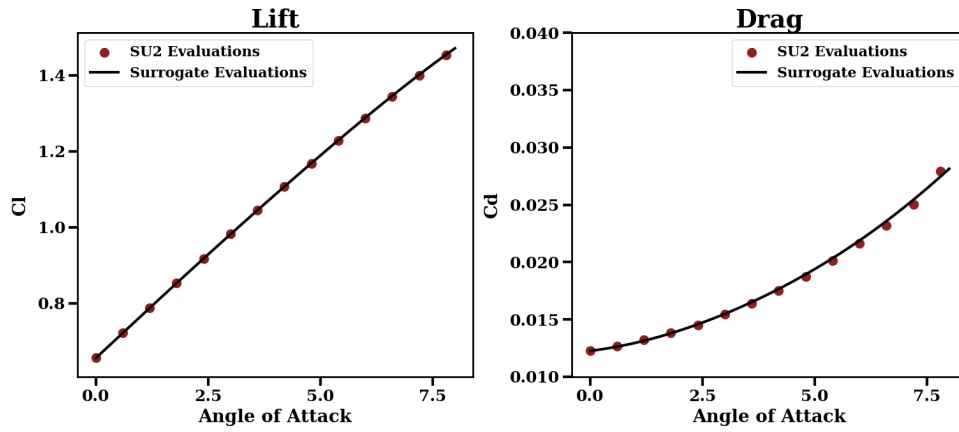 Lift
SU2 Evaluations
Surrogate Evaluations
Cl
1.4
1.2
1.0
0.8
0.0
2.5
5.0
7.5
Angle of Attack
Drag
SU2 Evaluations
Surrogate Evaluations
Cd
0.040
0.035
0.030
0.025
0.020
0.015
0.010
0.0
2.5
5.0
7.5
Angle of Attack